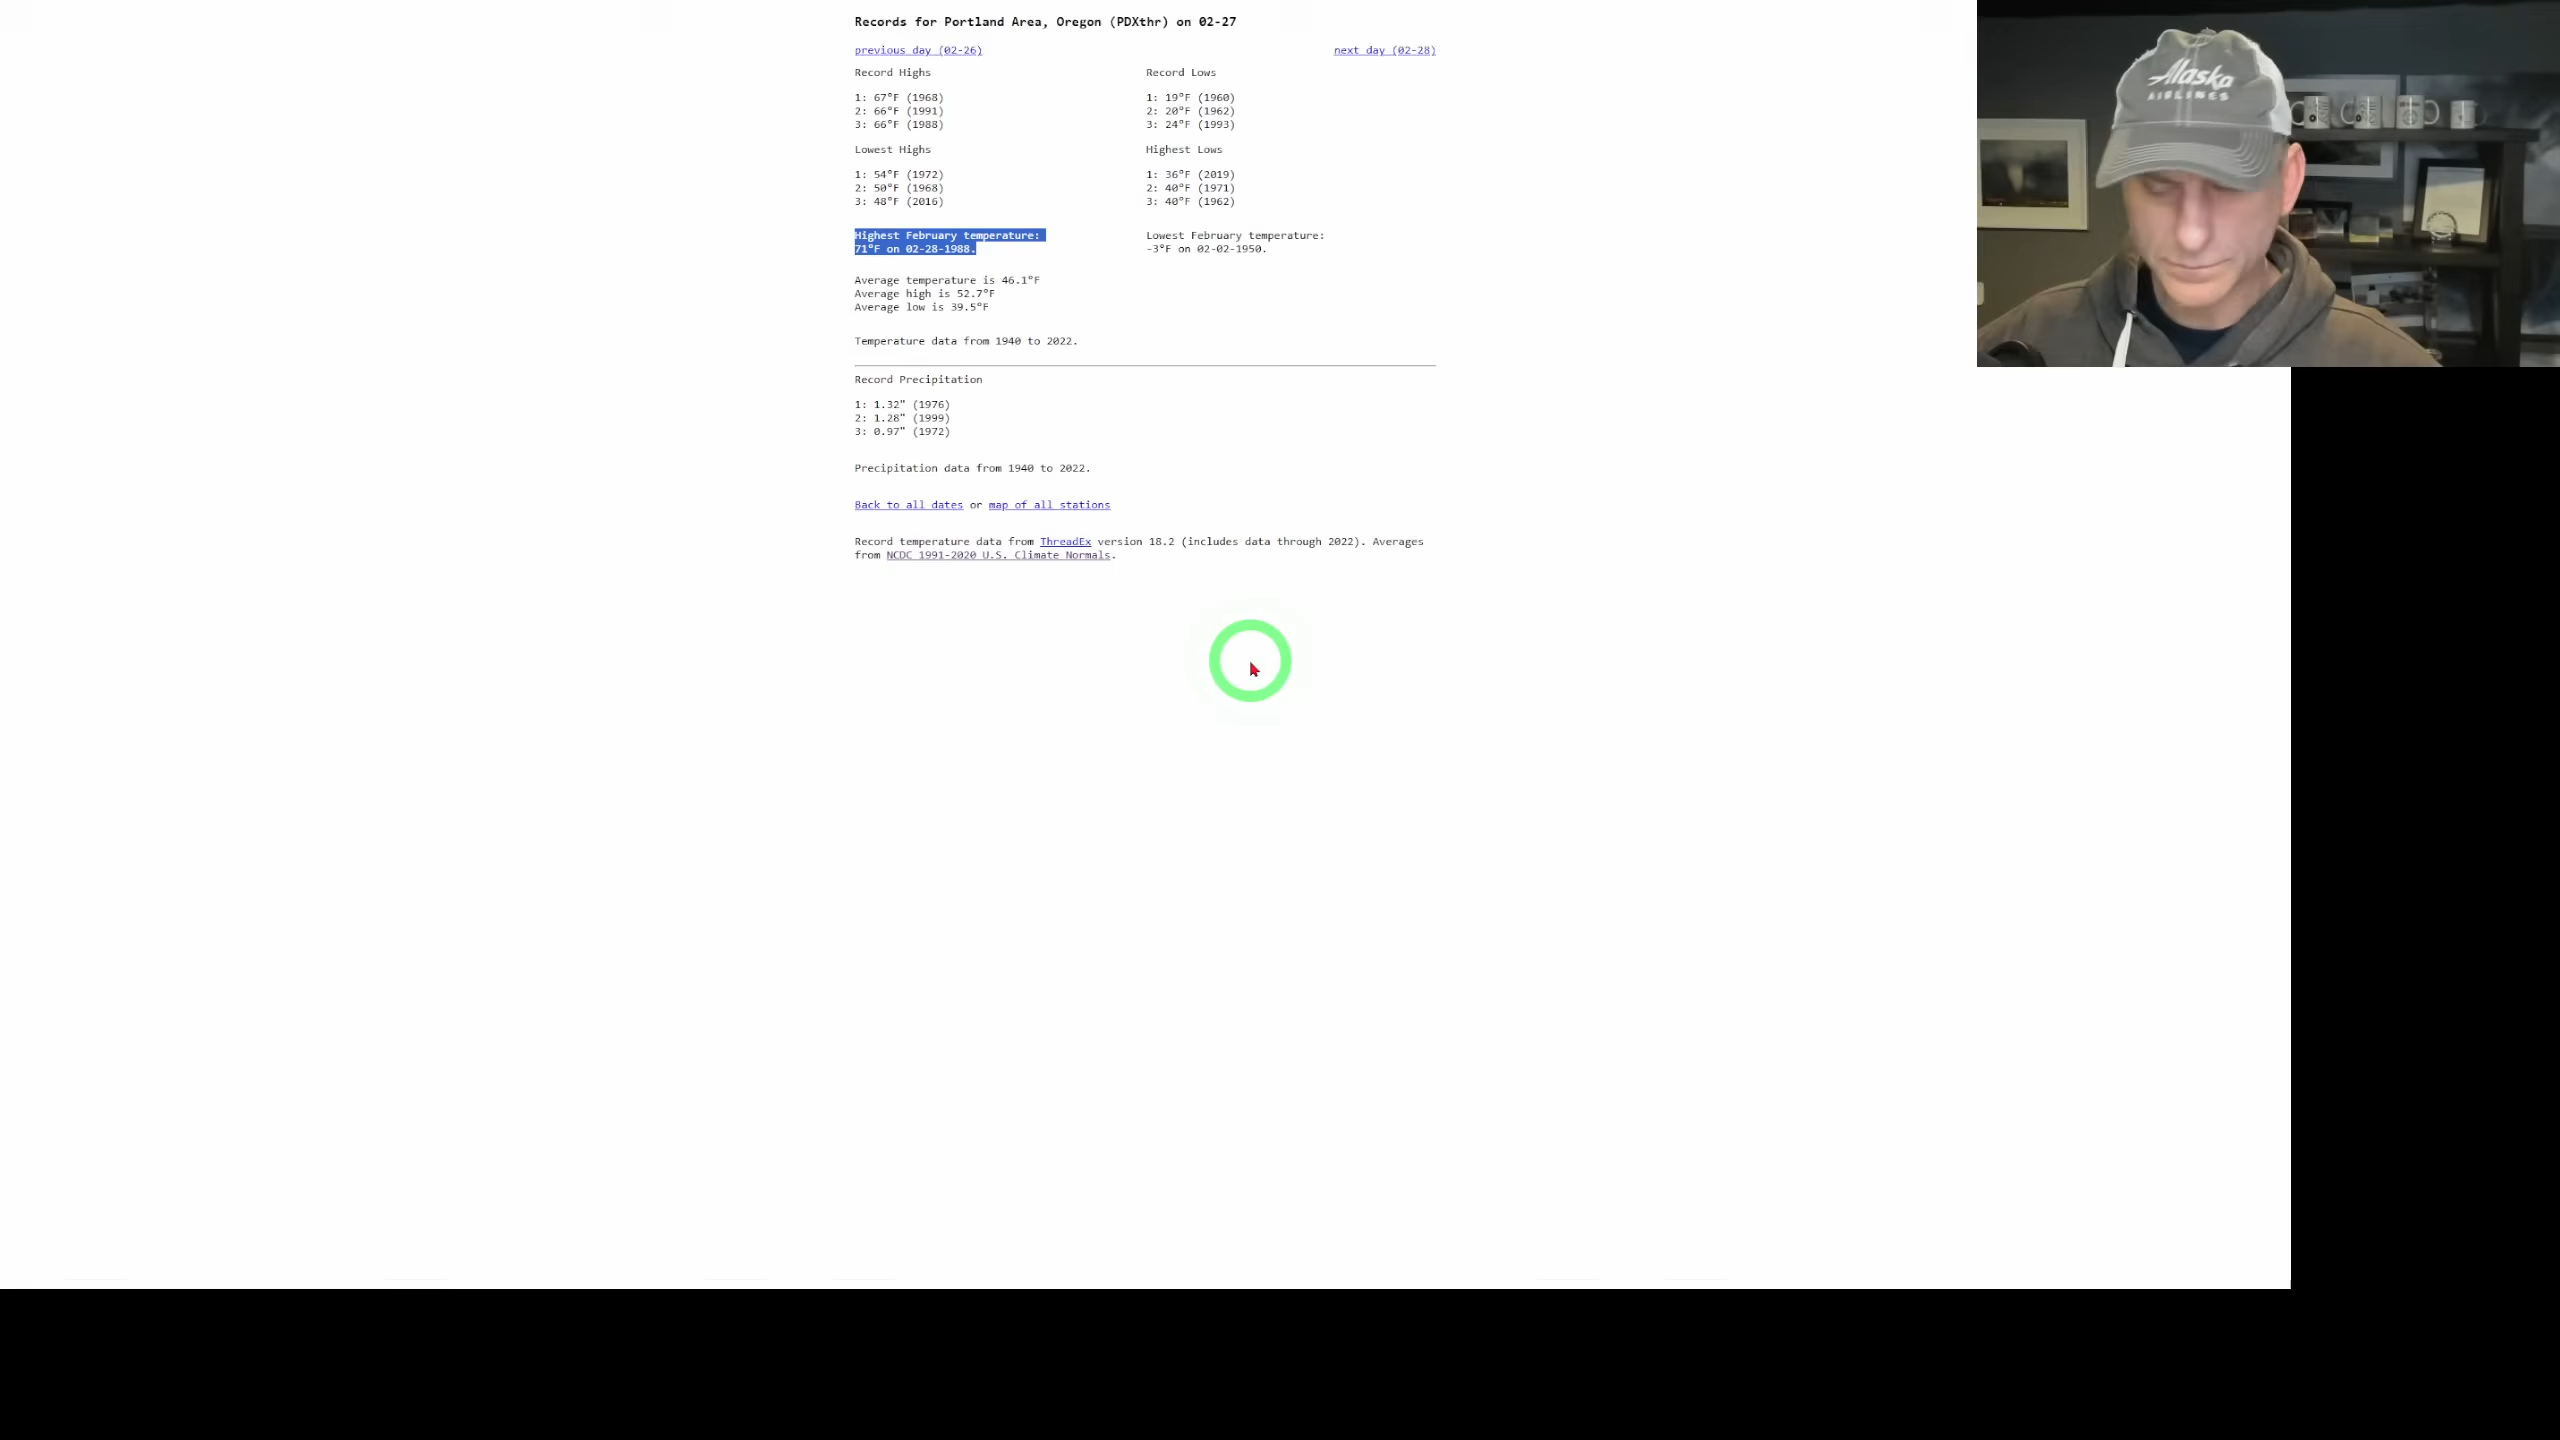 Records for Portland Area, Oregon (PDXthr) on 02-27
previous day (02-26)
next day (02-28)
Record Highs
1: 67°F (1968)
2: 66°F (1991)
3: 66°F (1988)
Record Lows
1: 19°F (1960)
2: 20°F (1962)
3: 24°F (1993)
Lowest Highs
1: 54°F (1972)
2: 50°F (1968)
3: 48°F (2016)
Highest Lows
1: 36°F (2019)
2: 40°F (1971)
3: 40°F (1962)
Highest February temperature:
71°F on 02-28-1988.
Lowest February temperature:
-3°F on 02-02-1950.
Average temperature is 46.1°F
Average high is 52.7°F
Average low is 39.5°F
Temperature data from 1940 to 2022.
Record Precipitation
1: 1.32" (1976)
2: 1.28" (1999)
3: 0.97" (1972)
Precipitation data from 1940 to 2022.
Back to all dates or map of all stations
Record temperature data from ThreadEx version 18.2 (includes data through 2022). Averages
from NCDC 1991-2020 U.S. Climate Normals.
Alaska
AIRLINES